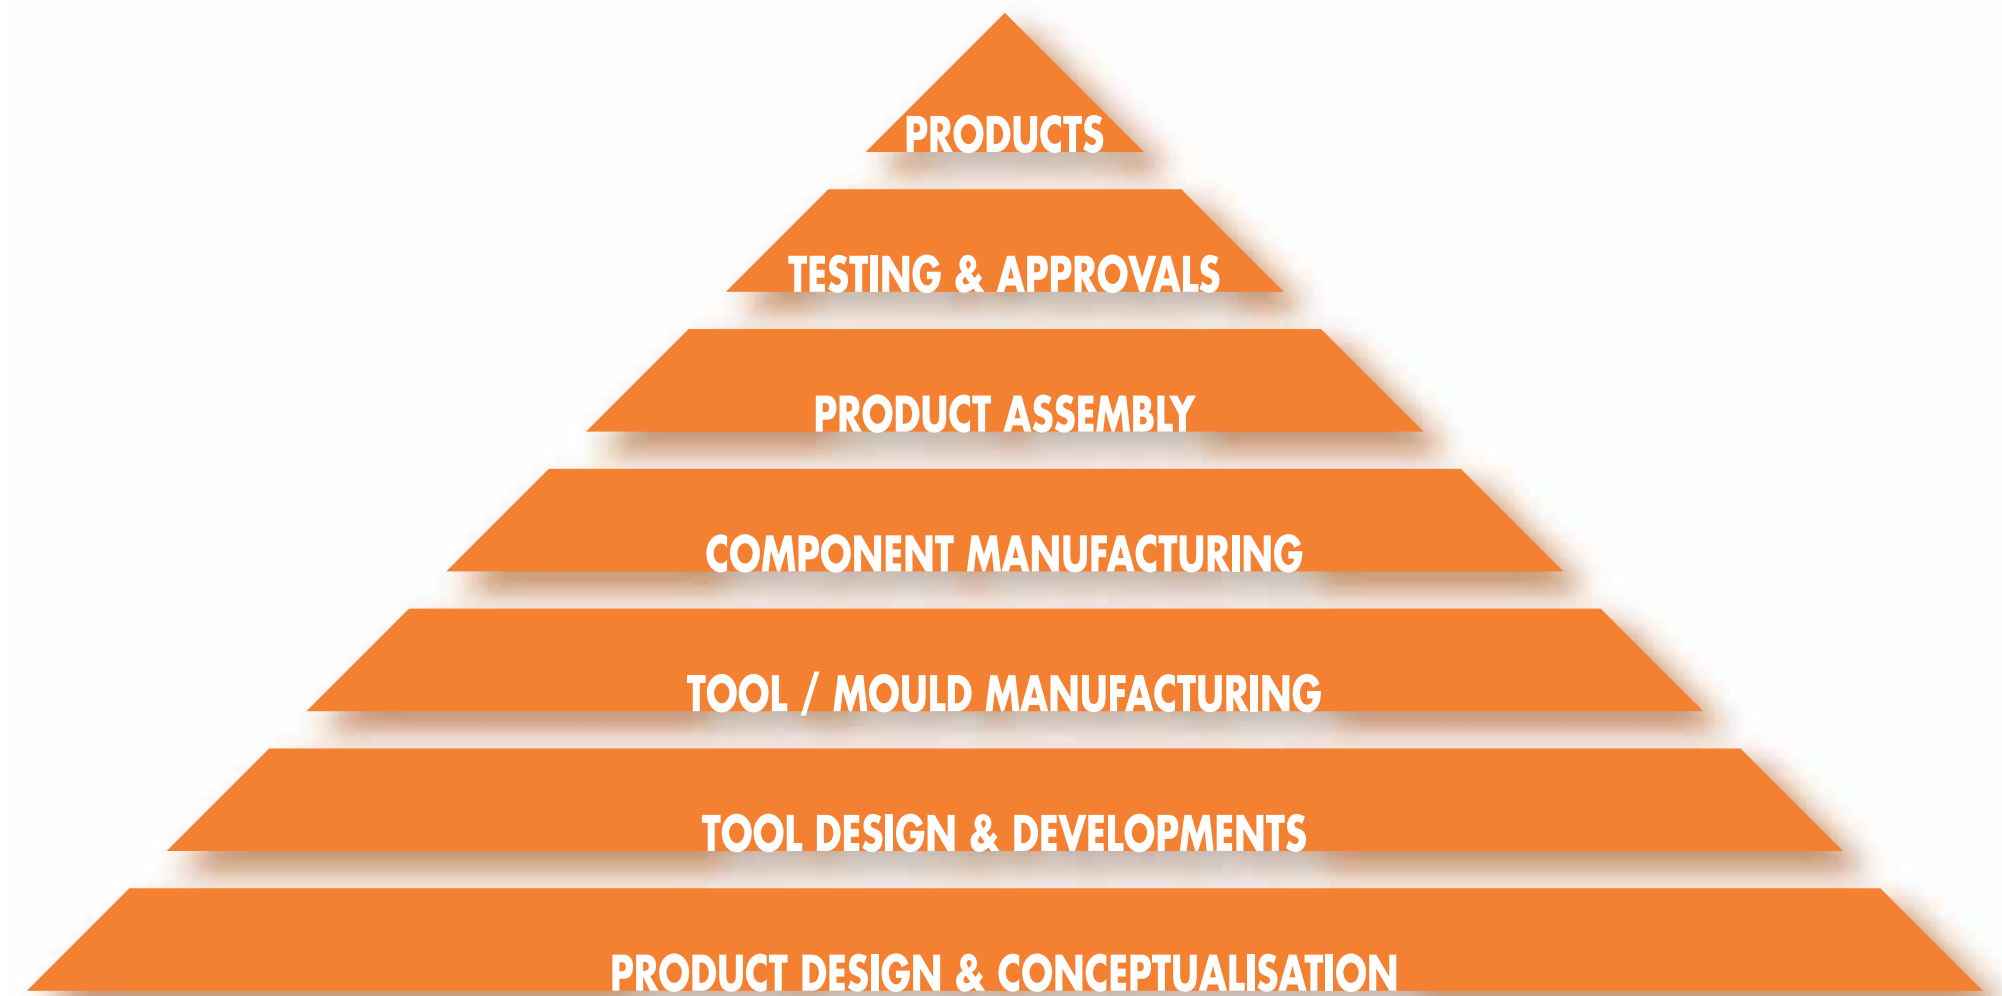 PRODUCTS
TESTING & APPROVALS
PRODUCT ASSEMBLY
COMPONENT MANUFACTURING
TOOL / MOULD MANUFACTURING
TOOL DESIGN & DEVELOPMENTS
PRODUCT DESIGN & CONCEPTUALISATION